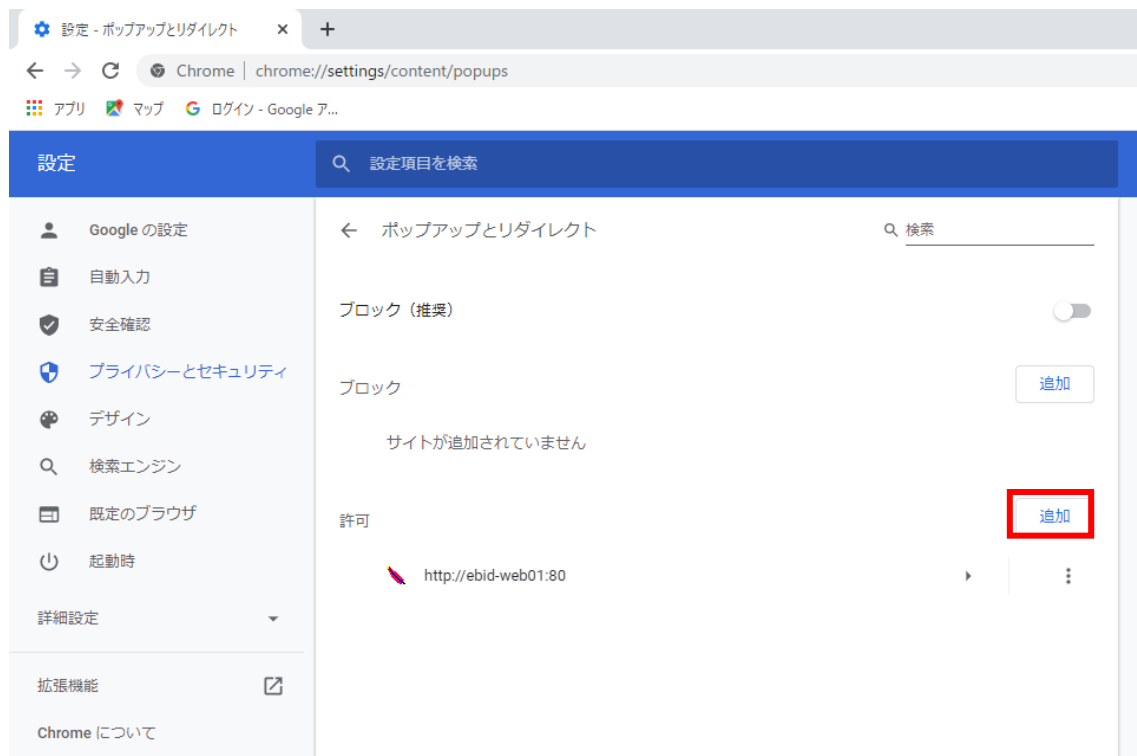 設定 - ポップアップとリダイレクト
Chrome | chrome://settings/content/popups
アプリ マップ ログイン - Google ア...
設定
設定項目を検索
Google の設定
自動入力
安全確認
プライバシーとセキュリティ
デザイン
検索エンジン
既定のブラウザ
起動時
詳細設定
拡張機能
Chrome について
ポップアップとリダイレクト
検索
ブロック（推奨）
ブロック
追加
サイトが追加されていません
許可
追加
http://ebid-web01:80